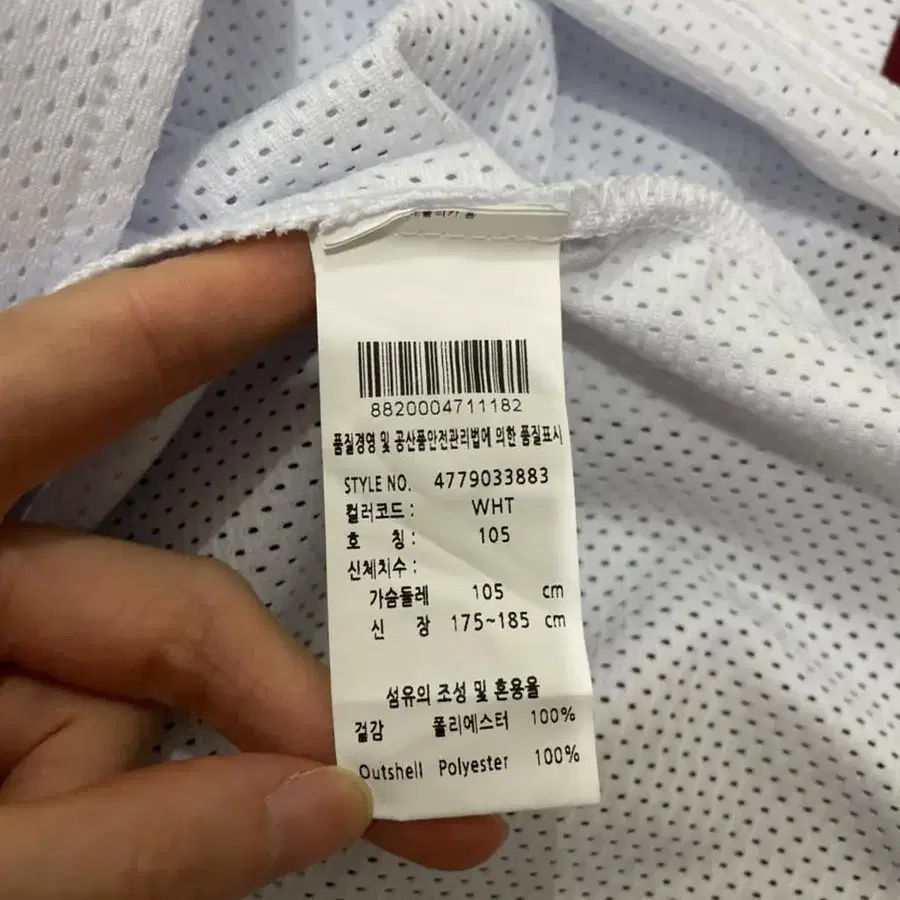 8820004711182
품질경영 및 공산품안전관리법에 의한 품질표시
STYLE NO. 4779033883
컬러코드 : WHT
호 칭 : 105
신체치수 :
가슴둘레 105 cm
신 장 175~185 cm
섬유의 조성 및 혼용율
겉감 폴리에스터 100%
Outshell Polyester 100%